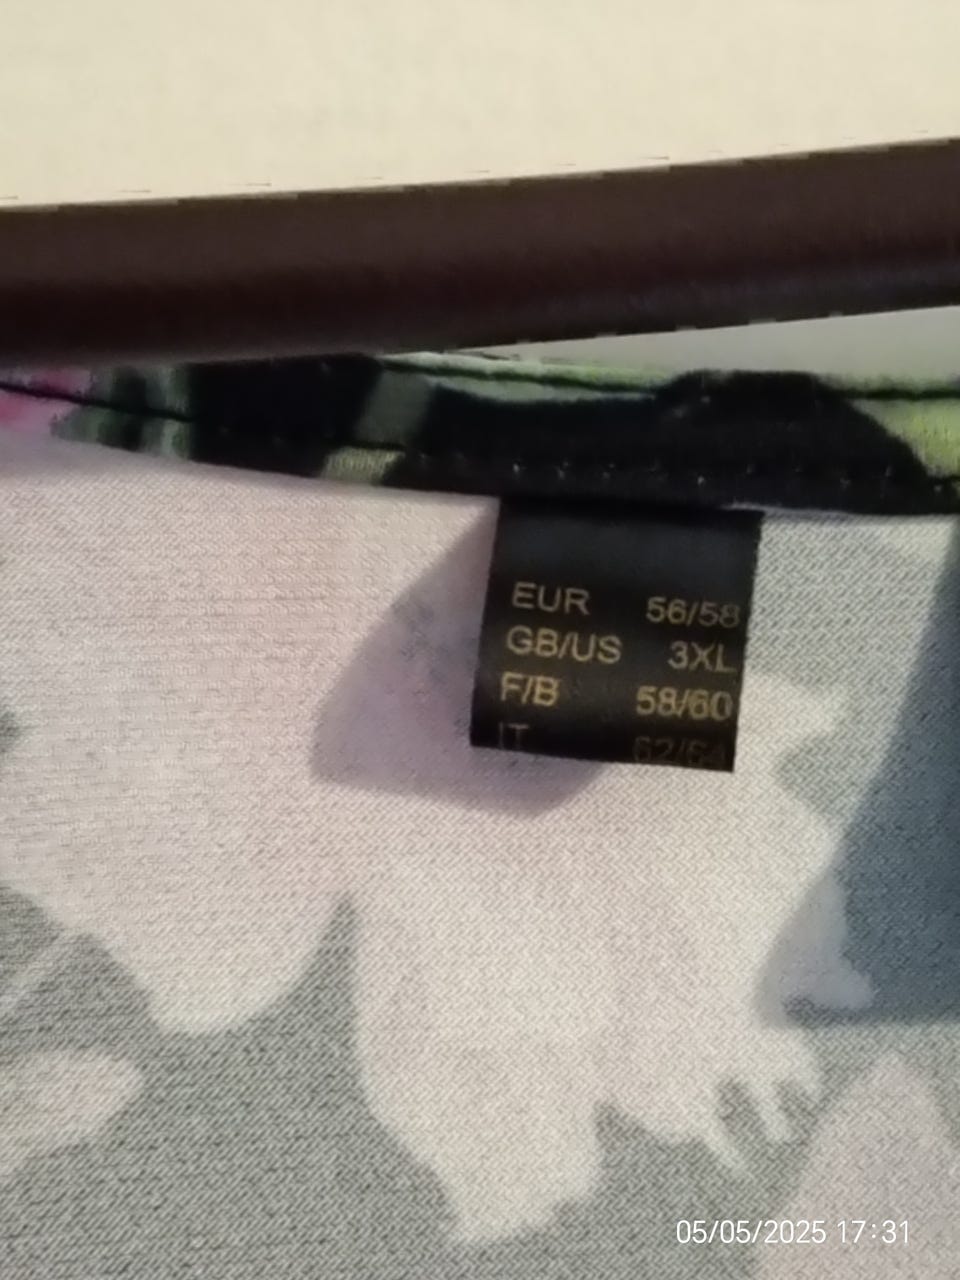 EUR 56/58
GB/US 3XL
F/B 58/60
IT 62/64
05/05/2025 17:31